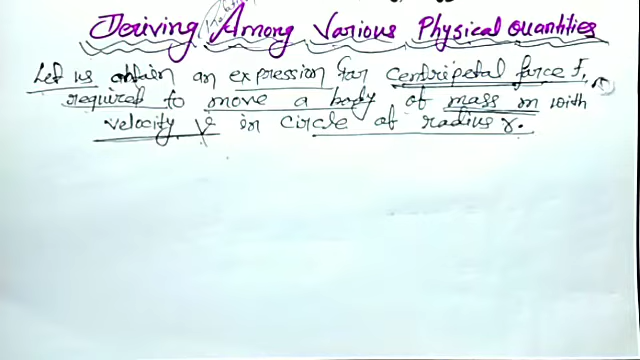 Deriving Among Various Physical Quantities
Let us obtain an expression for centripetal force F,
required to move a body of mass m with
velocity v in circle of radius r.